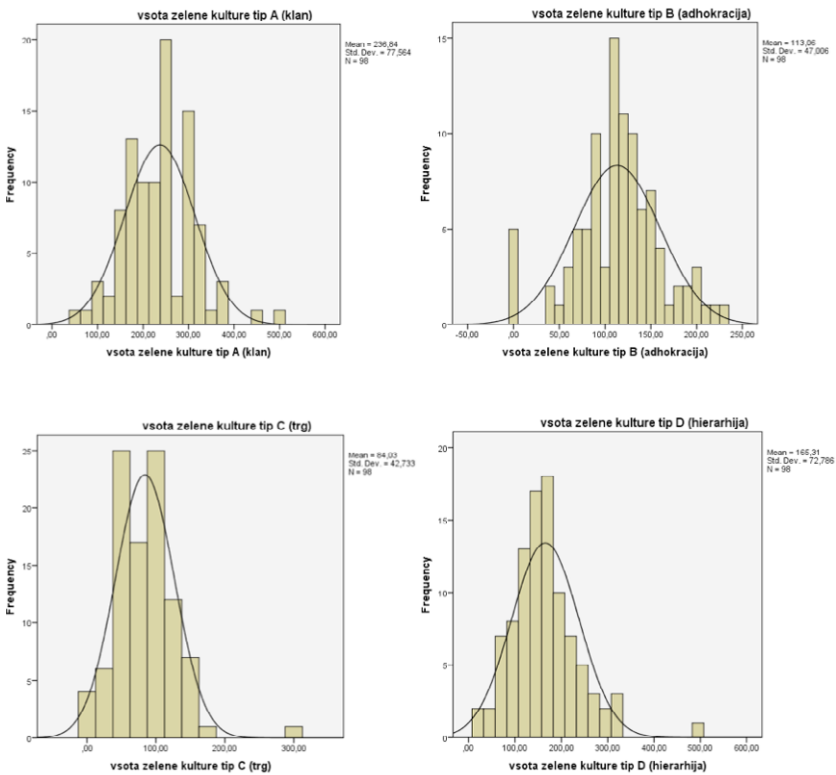 vsota zelene kulture tip A (klan)
Mean = 236,84
Std. Dev. = 77,564
N = 98
20
15
10
5
0
Frequency
,00 100,00 200,00 300,00 400,00 500,00 600,00
vsota zelene kulture tip A (klan)
vsota zelene kulture tip B (adhokracija)
Mean = 113,06
Std. Dev. = 47,006
N = 98
15
10
5
0
Frequency
-50,00 ,00 50,00 100,00 150,00 200,00 250,00
vsota zelene kulture tip B (adhokracija)
vsota zelene kulture tip C (trg)
Mean = 84,03
Std. Dev. = 42,733
N = 98
25
20
15
10
5
0
Frequency
,00 100,00 200,00 300,00
vsota zelene kulture tip C (trg)
vsota zelene kulture tip D (hierarhija)
Mean = 165,31
Std. Dev. = 72,786
N = 98
20
15
10
5
0
Frequency
,00 100,00 200,00 300,00 400,00 500,00 600,00
vsota zelene kulture tip D (hierarhija)